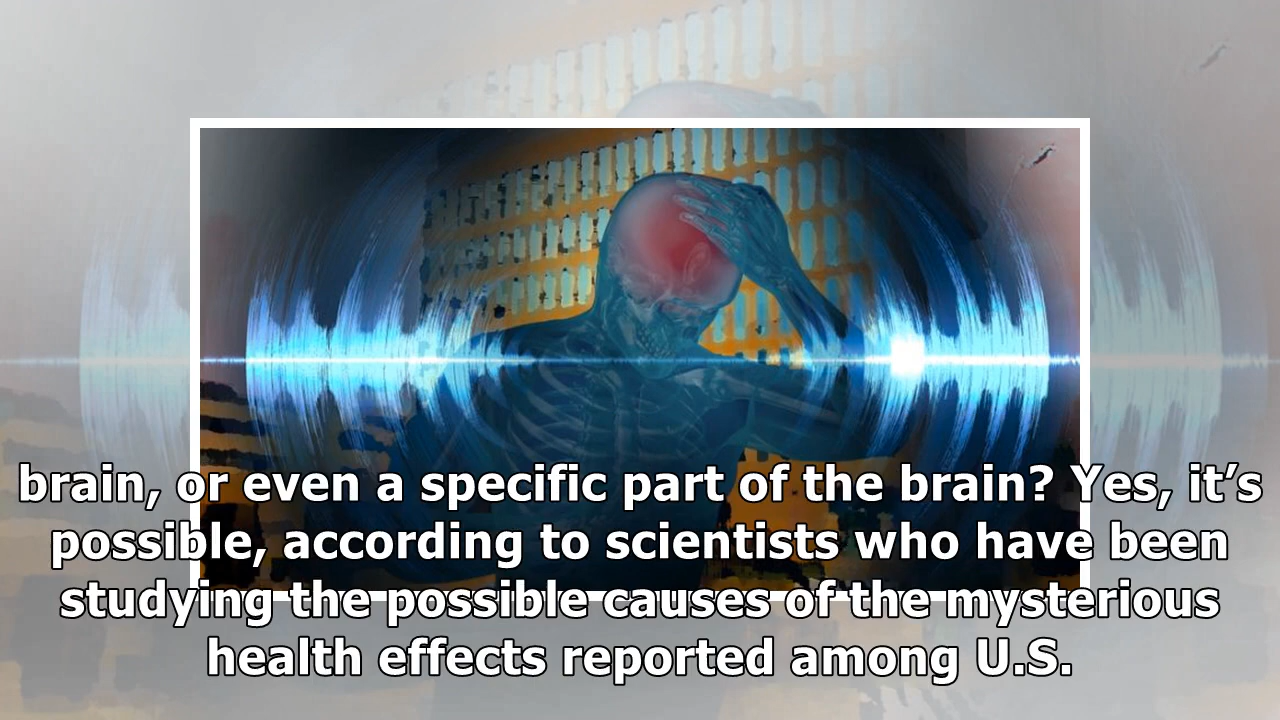 brain, or even a specific part of the brain? Yes, it’s
possible, according to scientists who have been
studying the possible causes of the mysterious
health effects reported among U.S.